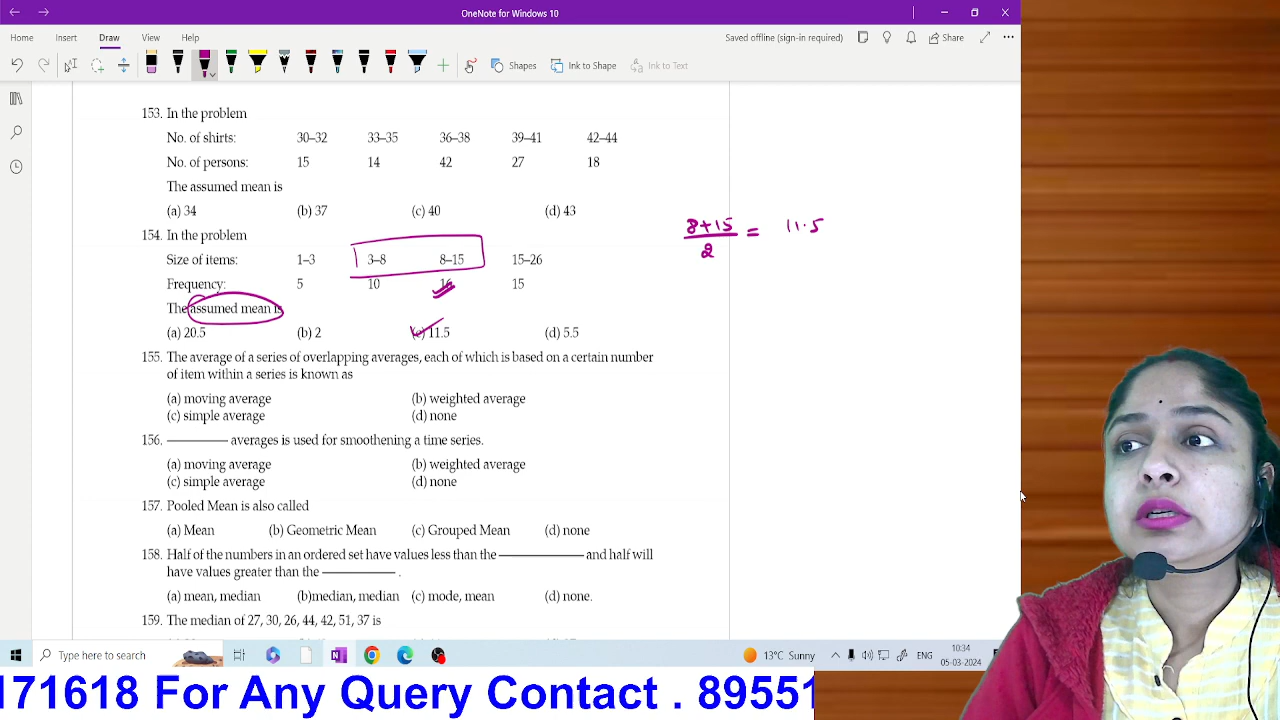 OneNote for Windows 10
Home Insert Draw View Help
Saved offline (sign-in required) Share
Shapes Ink to Shape Ink to Text
153. In the problem
No. of shirts: 30–32 33–35 36–38 39–41 42–44
No. of persons: 15 14 42 27 18
The assumed mean is
(a) 34 (b) 37 (c) 40 (d) 43
8+15
2
= 11.5
154. In the problem
Size of items: 1–3 3–8 8–15 15–26
Frequency: 5 10 16 15
The assumed mean is
(a) 20.5 (b) 2 (c) 11.5 (d) 5.5
155. The average of a series of overlapping averages, each of which is based on a certain number
of item within a series is known as
(a) moving average (b) weighted average
(c) simple average (d) none
156. ———— averages is used for smoothening a time series.
(a) moving average (b) weighted average
(c) simple average (d) none
157. Pooled Mean is also called
(a) Mean (b) Geometric Mean (c) Grouped Mean (d) none
158. Half of the numbers in an ordered set have values less than the ———— and half will
have values greater than the ———— .
(a) mean, median (b)median, median (c) mode, mean (d) none.
159. The median of 27, 30, 26, 44, 42, 51, 37 is
Type here to search
13°C Sunny
ENG
10:34
05-03-2024
171618 For Any Query Contact . 89551